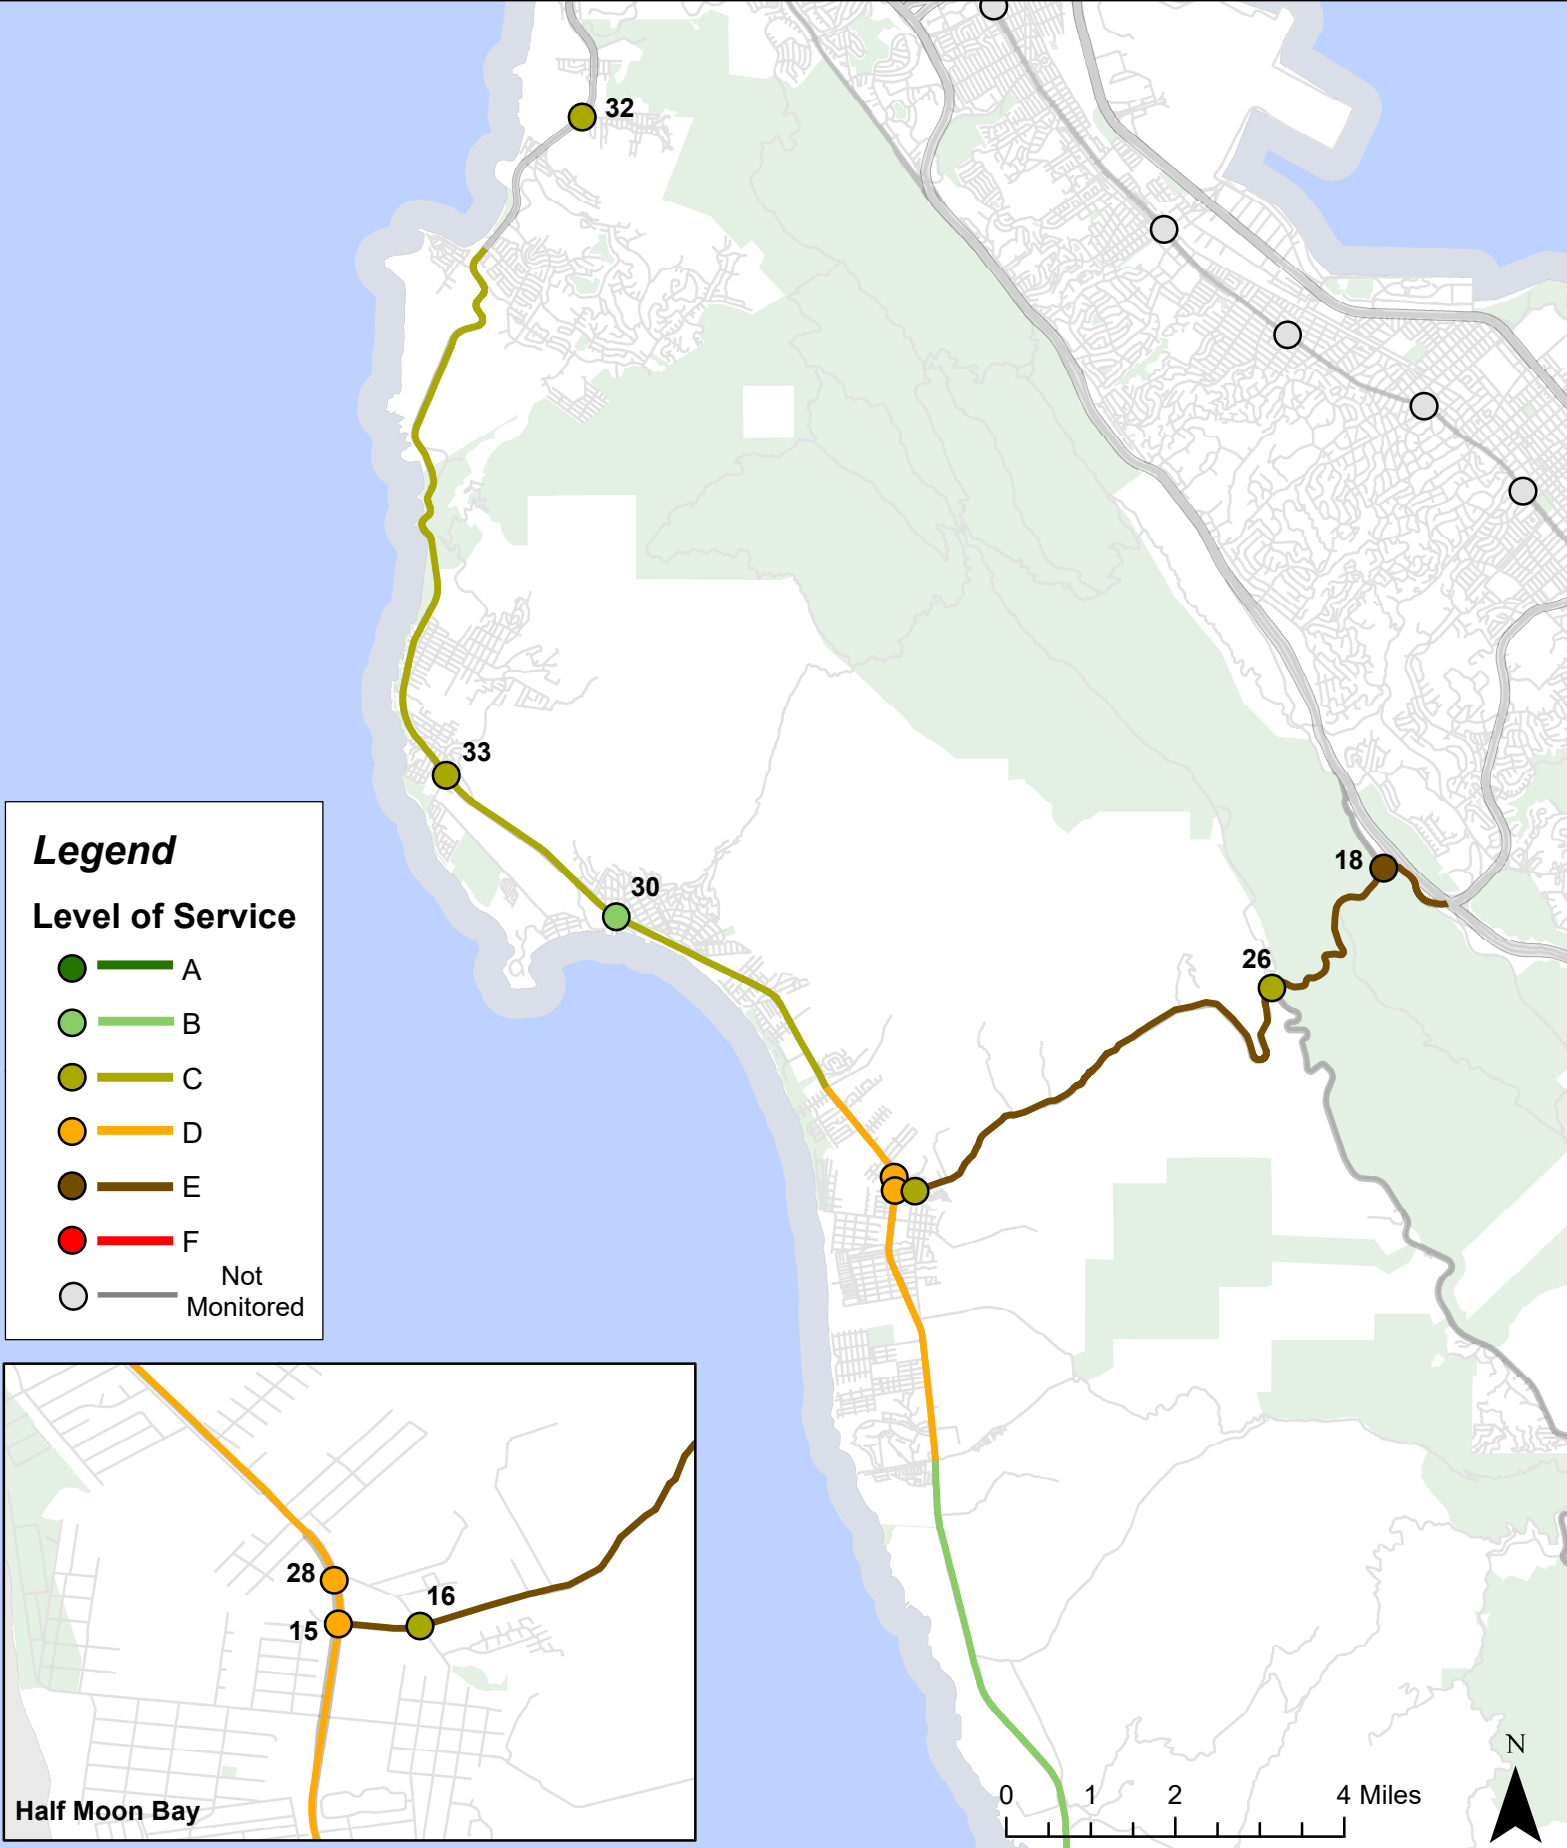 32
33
30
18
26
Legend
Level of Service
A
B
C
D
E
F
Not
Monitored
28
16
15
Half Moon Bay
N
0 1 2 4 Miles